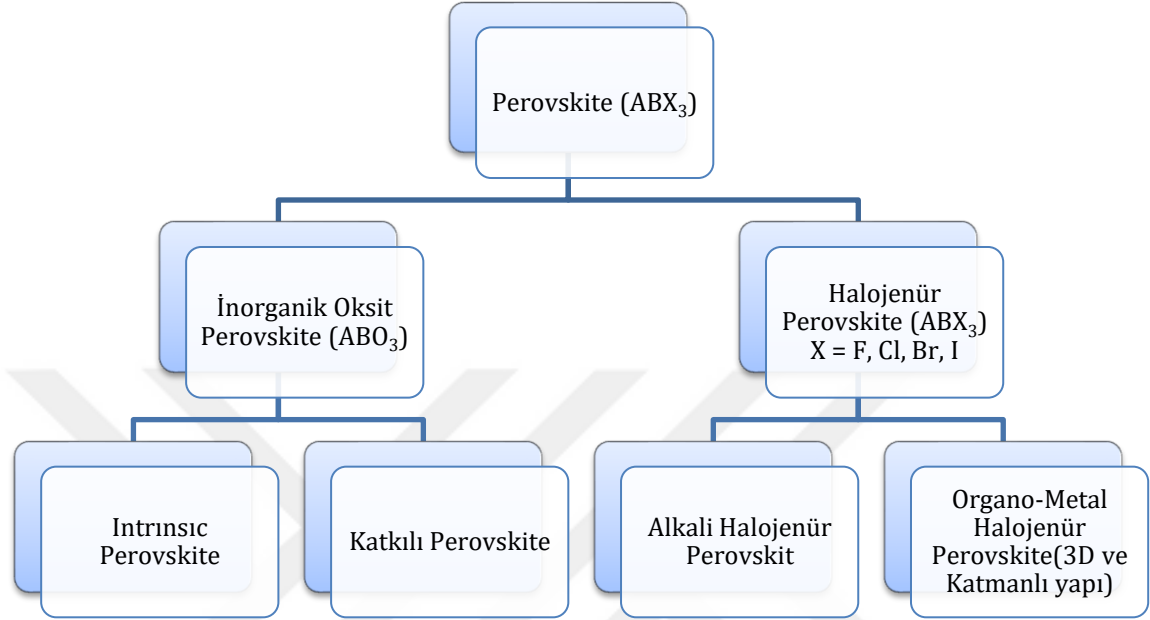 Perovskite (ABX₃)
İnorganik Oksit
Perovskite (ABO₃)
Halojenür
Perovskite (ABX₃)
X = F, Cl, Br, I
Intrınsıc
Perovskite
Katkılı Perovskite
Alkali Halojenür
Perovskit
Organo-Metal
Halojenür
Perovskite(3D ve
Katmanlı yapı)